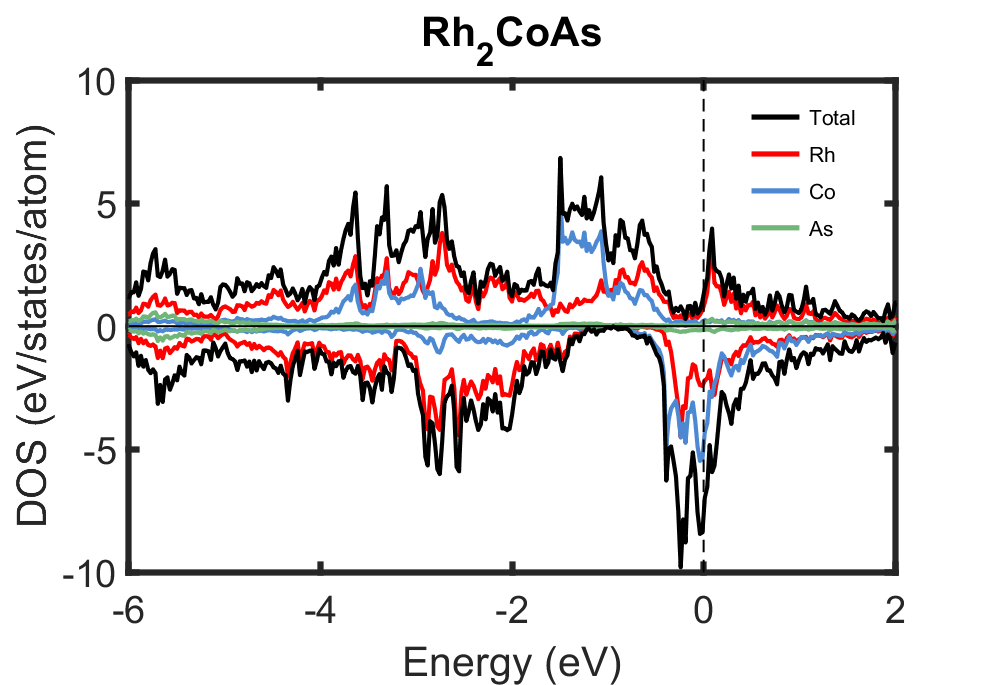 Rh2CoAs
DOS (eV/states/atom)
10
5
0
-5
-10
Total
Rh
Co
As
-6 -4 -2 0 2
Energy (eV)